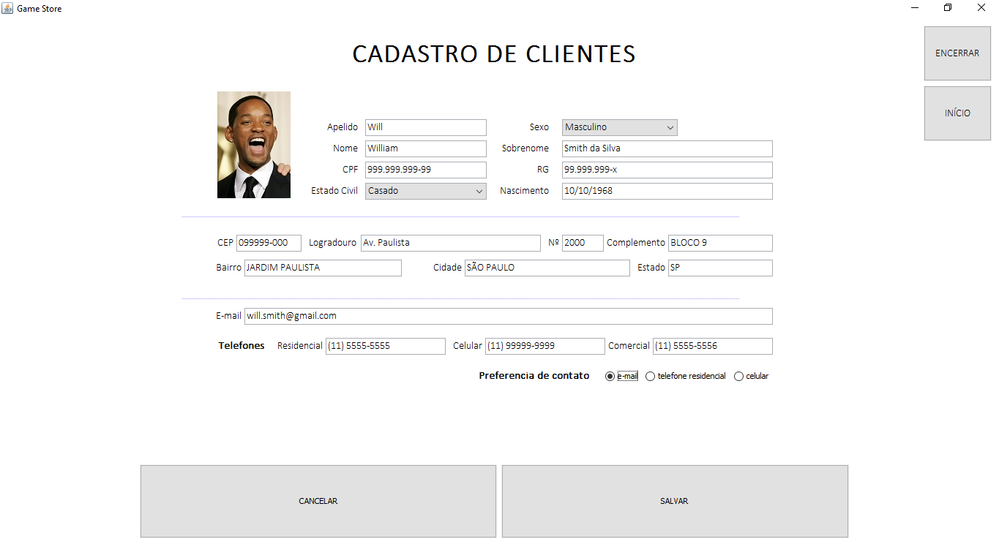 Game Store
CADASTRO DE CLIENTES
ENCERRAR
INÍCIO
Apelido Will Sexo Masculino
Nome William Sobrenome Smith da Silva
CPF 999.999.999-99 RG 99.999.999-x
Estado Civil Casado Nascimento 10/10/1968
CEP 099999-000 Logradouro Av. Paulista Nº 2000 Complemento BLOCO 9
Bairro JARDIM PAULISTA Cidade SÃO PAULO Estado SP
E-mail will.smith@gmail.com
Telefones Residencial (11) 5555-5555 Celular (11) 99999-9999 Comercial (11) 5555-5556
Preferencia de contato e-mail telefone residencial celular
CANCELAR SALVAR